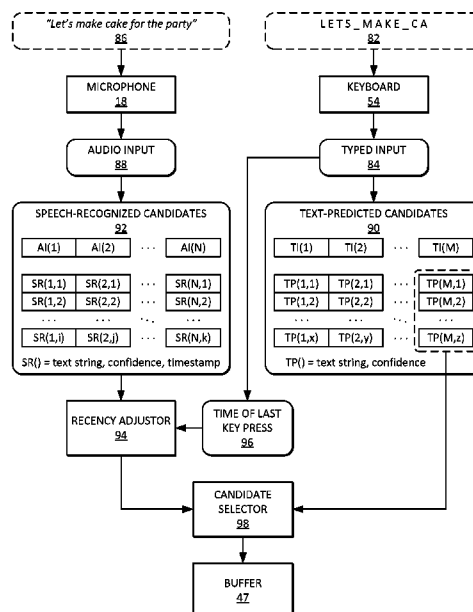 "Let's make cake for the party"
86
LETS_MAKE_CA
82
MICROPHONE
18
KEYBOARD
54
AUDIO INPUT
88
TYPED INPUT
84
SPEECH-RECOGNIZED CANDIDATES
92
AI(1) AI(2) ··· AI(N)
SR(1,1) SR(2,1) ··· SR(N,1)
SR(1,2) SR(2,2) ··· SR(N,2)
... ... ...
SR(1,i) SR(2,j) ··· SR(N,k)
SR() = text string, confidence, timestamp
TEXT-PREDICTED CANDIDATES
90
TI(1) TI(2) ··· TI(M)
TP(1,1) TP(2,1) ··· TP(M,1)
TP(1,2) TP(2,2) ··· TP(M,2)
... ... ...
TP(1,x) TP(2,y) ··· TP(M,z)
TP() = text string, confidence
RECENCY ADJUSTOR
94
TIME OF LAST
KEY PRESS
96
CANDIDATE
SELECTOR
98
BUFFER
47